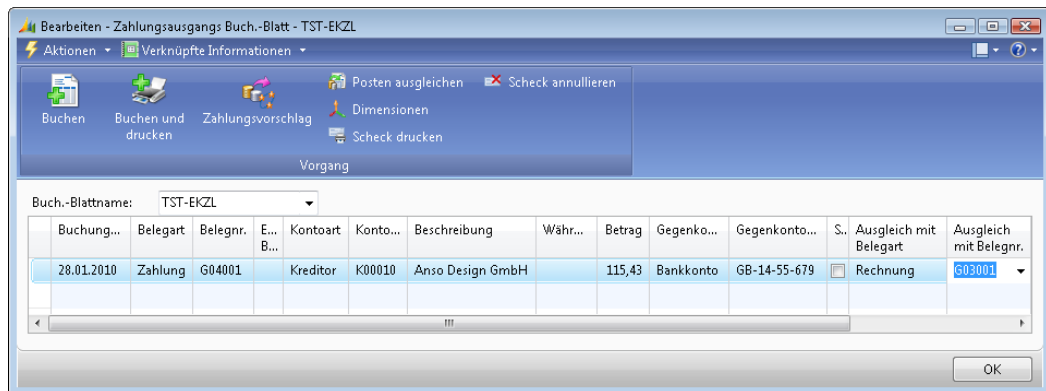 Bearbeiten - Zahlungsausgangs Buch.-Blatt - TST-EKZL
Aktionen Verknüpfte Informationen
Buchen
Buchen und drucken
Zahlungsvorschlag
Posten ausgleichen
Dimensionen
Scheck drucken
Scheck annullieren
Vorgang
Buch.-Blattname: TST-EKZL
Buchung... Belegart Belegnr. E... B... Kontoart Konto... Beschreibung Währ... Betrag Gegenko... Gegenkonto... S.. Ausgleich mit Belegart Ausgleich mit Belegnr.
28.01.2010 Zahlung G04001 Kreditor K00010 Anso Design GmbH 115,43 Bankkonto GB-14-55-679 Rechnung G03001
OK